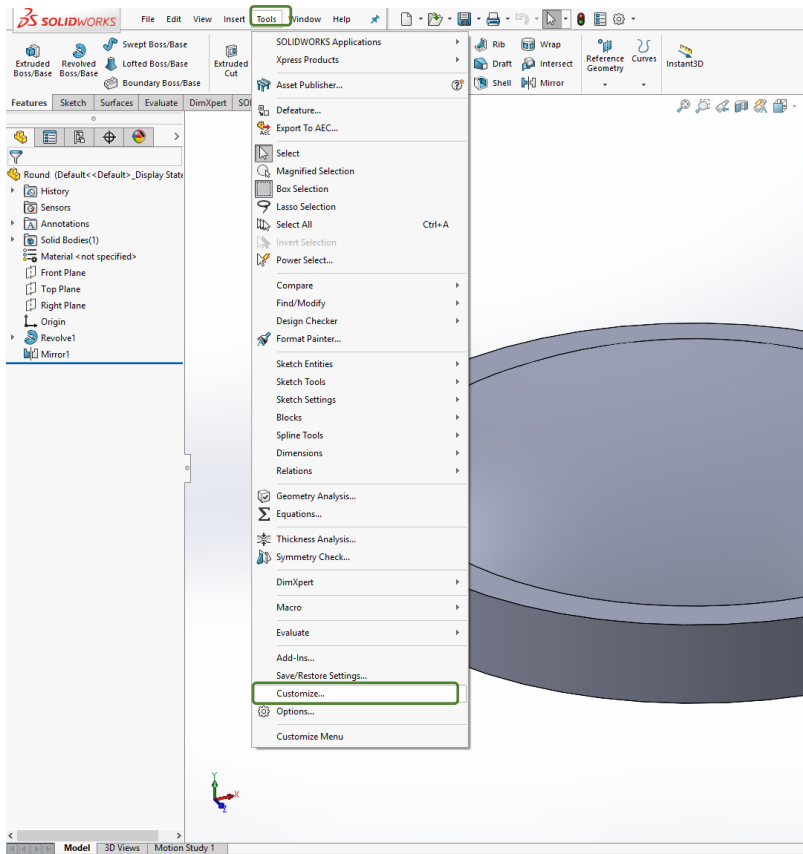 SOLIDWORKS File Edit View Insert Tools Window Help
Extruded Boss/Base
Revolved Boss/Base
Swept Boss/Base
Lofted Boss/Base
Boundary Boss/Base
Extruded Cut
Rib Wrap
Draft Intersect
Shell Mirror
Reference Geometry
Curves
Instant3D
Features Sketch Surfaces Evaluate DimXpert SOL
Round (Default<<Default>_Display State
History
Sensors
A Annotations
Solid Bodies(1)
Material <not specified>
Front Plane
Top Plane
Right Plane
Origin
Revolve1
Mirror1
SOLIDWORKS Applications
Xpress Products
Asset Publisher...
Defeature...
AEC Export To AEC...
Select
Magnified Selection
Box Selection
Lasso Selection
Select All Ctrl+A
Invert Selection
Power Select...
Compare
Find/Modify
Design Checker
Format Painter...
Sketch Entities
Sketch Tools
Sketch Settings
Blocks
Spline Tools
Dimensions
Relations
Geometry Analysis...
Equations...
Thickness Analysis...
Symmetry Check...
DimXpert
Macro
Evaluate
Add-Ins...
Save/Restore Settings...
Customize...
Options...
Customize Menu
Y
X
Z
Model 3D Views Motion Study 1